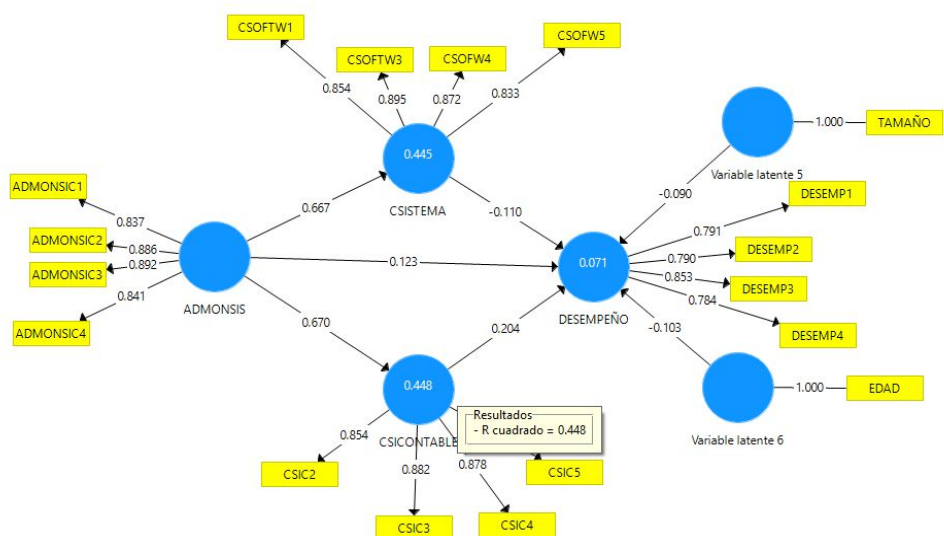 CSOFTW1
CSOFTW3
CSOFW4
CSOFW5
0.854
0.895
0.872
0.833
0.445
CSISTEMA
1.000
TAMAÑO
Variable latente 5
ADMONSIC1
ADMONSIC2
ADMONSIC3
ADMONSIC4
0.837
0.886
0.892
0.841
ADMONSIS
0.667
0.123
0.670
-0.110
-0.090
0.204
-0.103
0.071
DESEMPEÑO
0.791
0.790
0.853
0.784
DESEMP1
DESEMP2
DESEMP3
DESEMP4
1.000
EDAD
Variable latente 6
0.448
CSICONTABLE
Resultados
- R cuadrado = 0.448
0.854
0.882
0.878
CSIC2
CSIC3
CSIC4
CSIC5